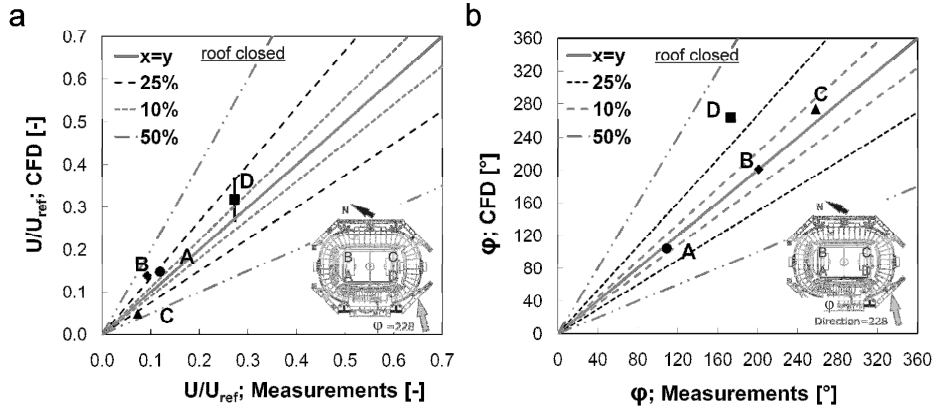 a
roof closed
x=y
25%
10%
50%
0.7
0.6
0.5
0.4
0.3
0.2
0.1
0.0
U/Uref; CFD [-]
A
B
C
D
N
B C
A D
φ =228
0.0 0.1 0.2 0.3 0.4 0.5 0.6 0.7
U/Uref; Measurements [-]
b
roof closed
x=y
25%
10%
50%
360
320
280
240
200
160
120
80
40
0
φ; CFD [°]
D
C
B
A
N
B C
A D
φ
Direction=228
0 40 80 120 160 200 240 280 320 360
φ; Measurements [°]